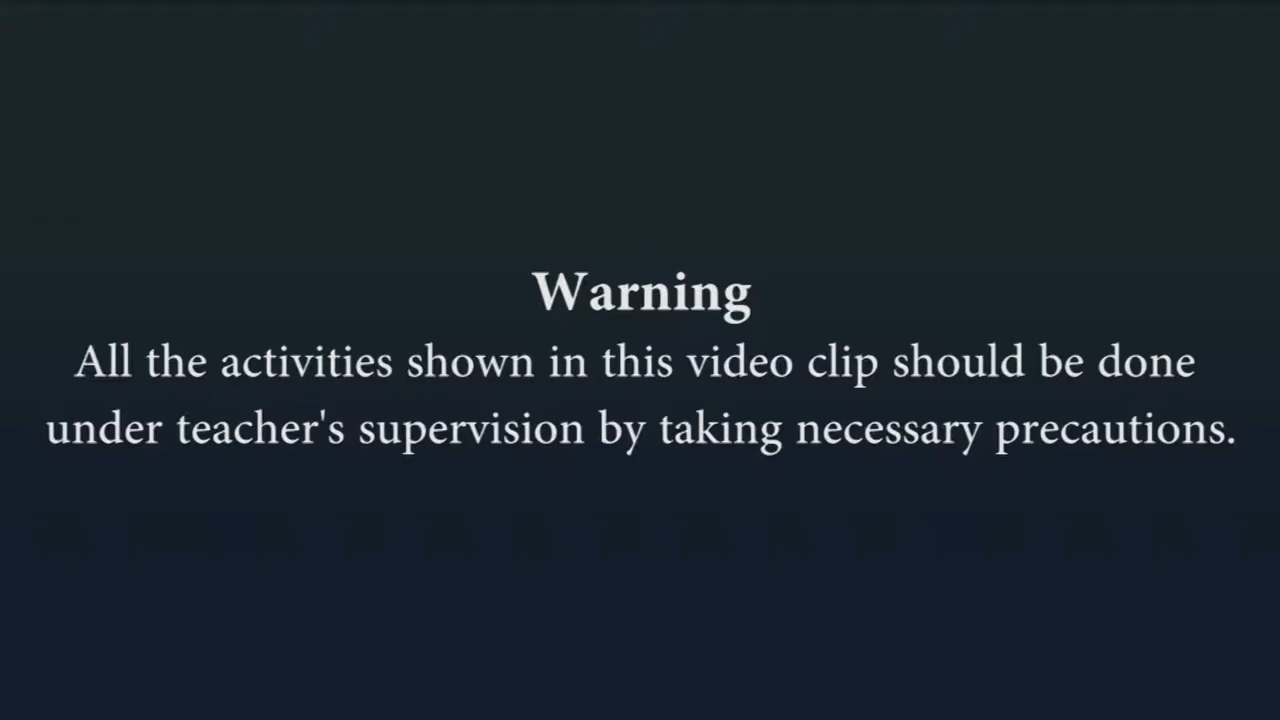 Warning
All the activities shown in this video clip should be done
under teacher's supervision by taking necessary precautions.